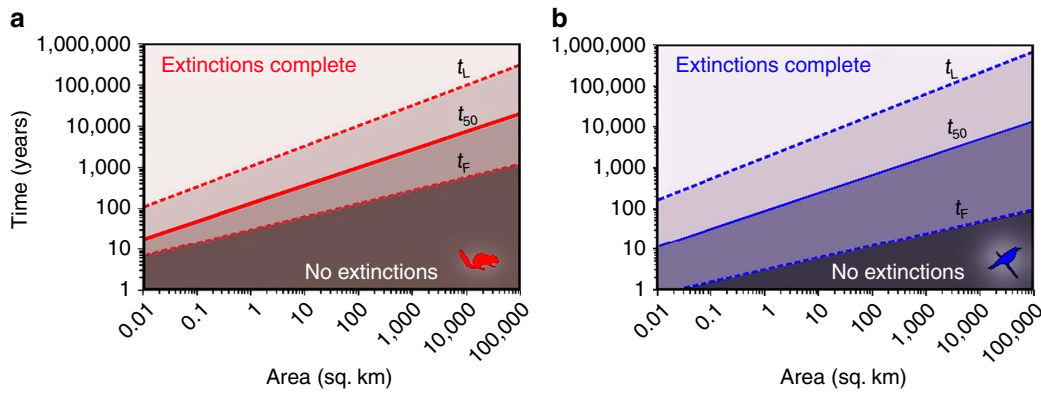 a
1,000,000
100,000
10,000
1,000
100
10
1
Time (years)
Extinctions complete
tL
t50
tF
No extinctions
0.01
0.1
1
10
100
1,000
10,000
100,000
Area (sq. km)
b
1,000,000
100,000
10,000
1,000
100
10
1
Extinctions complete
tL
t50
tF
No extinctions
0.01
0.1
1
10
100
1,000
10,000
100,000
Area (sq. km)